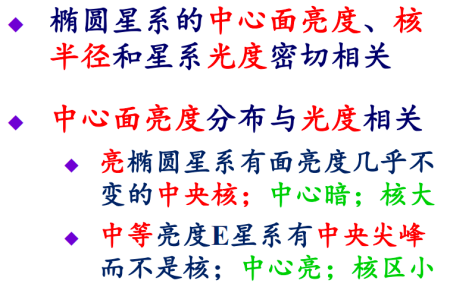 椭圆星系的中心面亮度、核
半径和星系光度密切相关
中心面亮度分布与光度相关
亮椭圆星系有面亮度几乎不
变的中央核；中心暗；核大
中等亮度E星系有中央尖峰
而不是核；中心亮；核区小